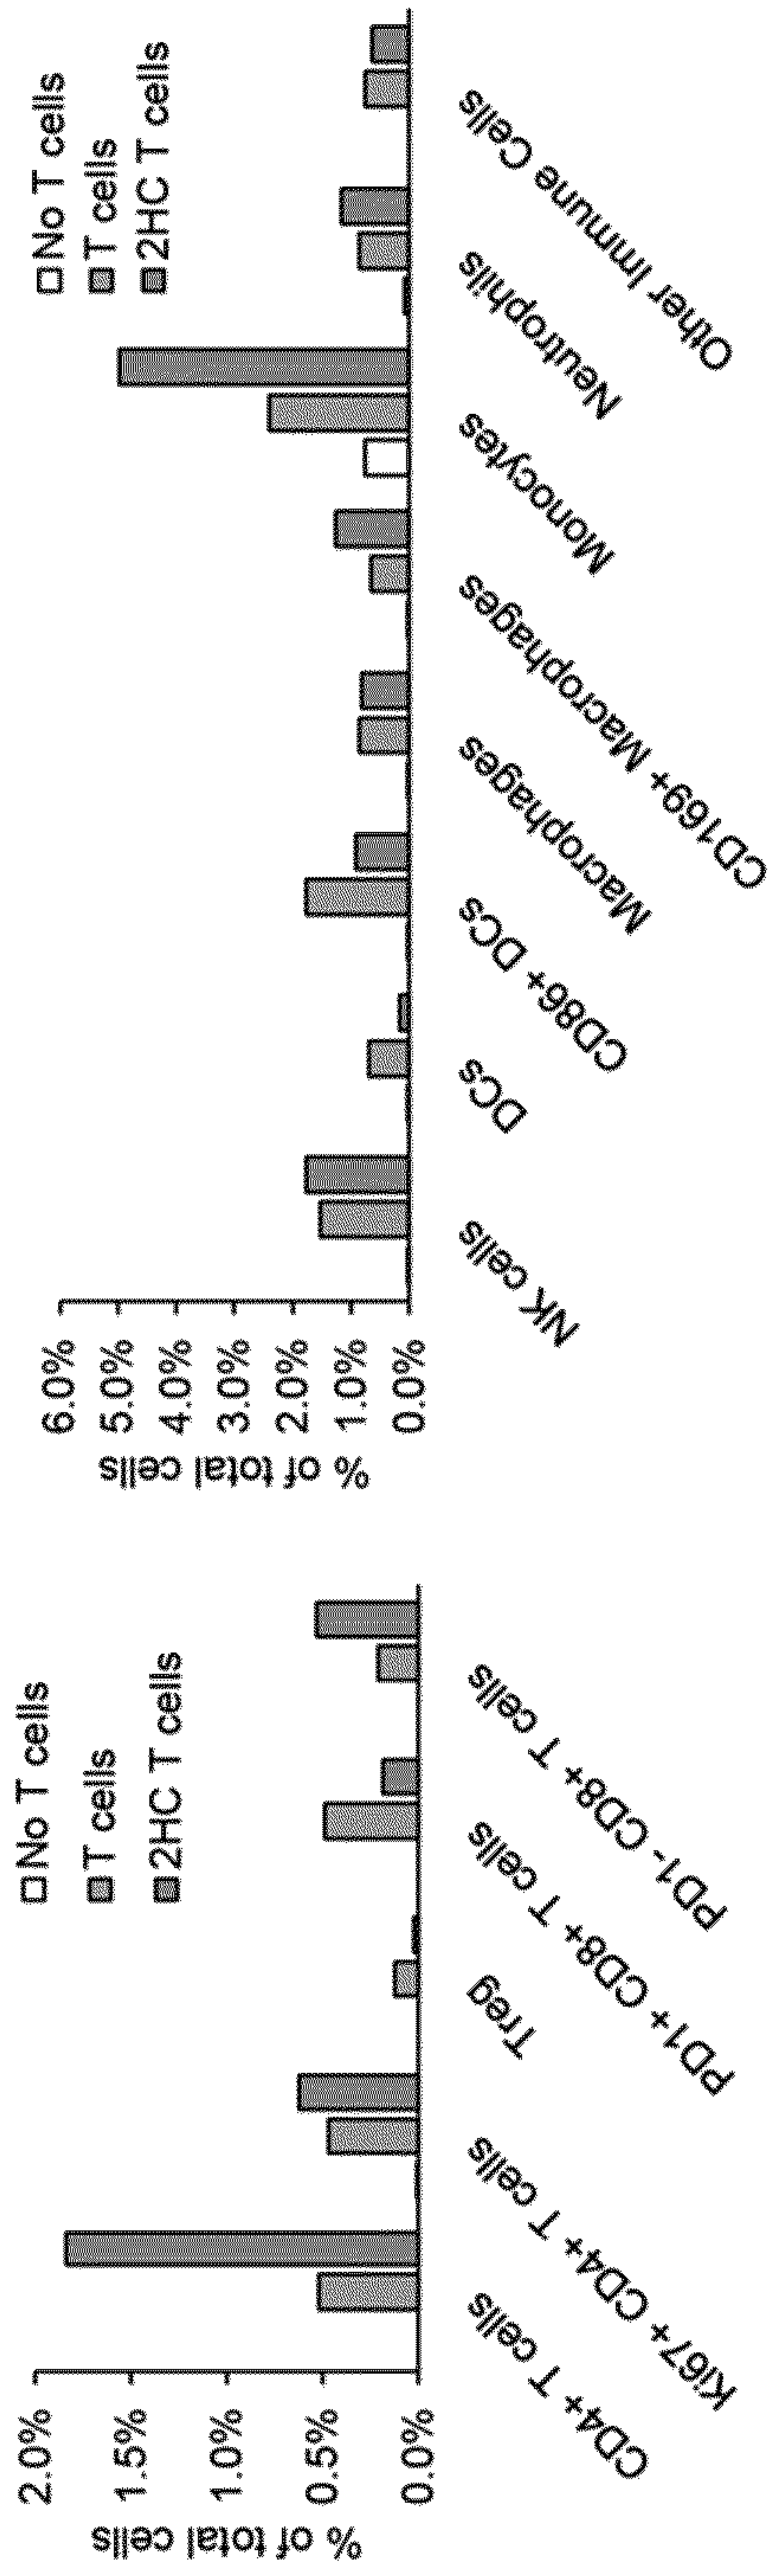 % of total cells
2.0%
1.5%
1.0%
0.5%
0.0%
No T cells
T cells
2HC T cells
CD4+ T cells
Ki67+ CD4+ T cells
Treg
PD1+ CD8+ T cells
PD1- CD8+ T cells
% of total cells
6.0%
5.0%
4.0%
3.0%
2.0%
1.0%
0.0%
No T cells
T cells
2HC T cells
NK cells
DCs
CD86+ DCs
Macrophages
CD169+ Macrophages
Monocytes
Neutrophils
Other Immune Cells